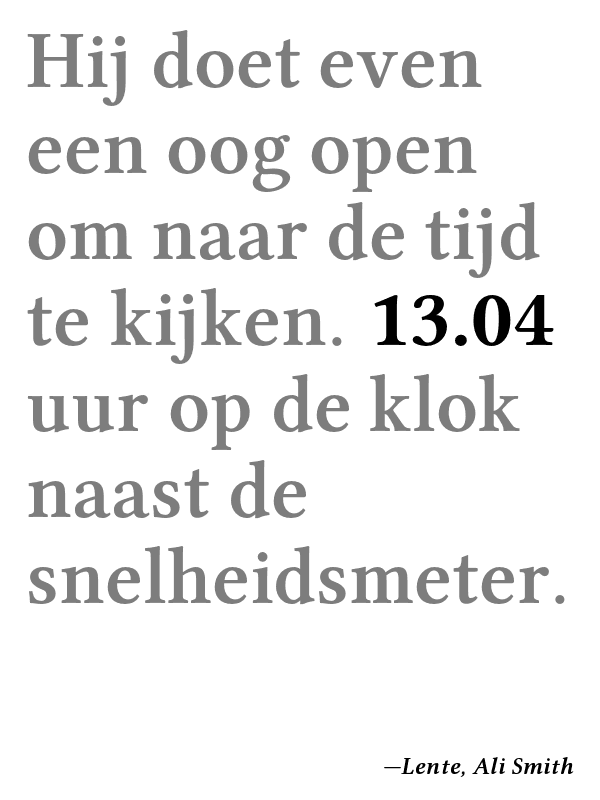 Hij doet even
een oog open
om naar de tijd
te kijken. 13.04
uur op de klok
naast de
snelheidsmeter.
—Lente, Ali Smith